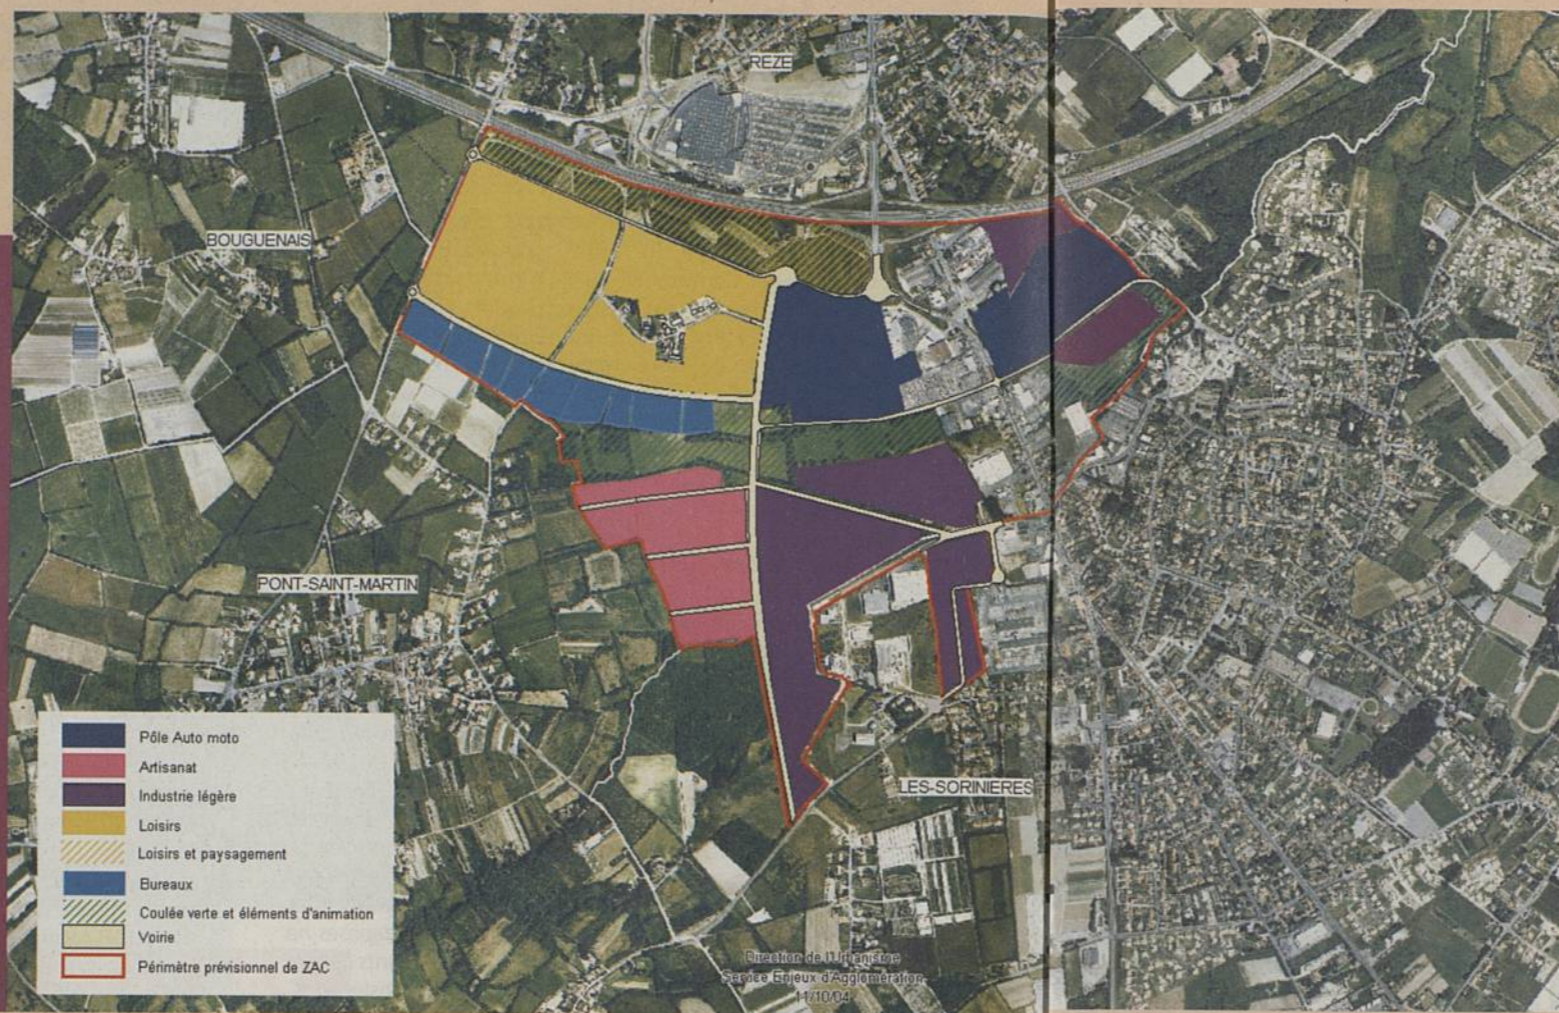 REZE
BOUGUENAIS
PONT-SAINT-MARTIN
LES-SORINIERES
Pôle Auto moto
Artisanat
Industrie légère
Loisirs
Loisirs et paysagement
Bureaux
Coulée verte et éléments d'animation
Voirie
Périmètre prévisionnel de ZAC
Direction de l'Urbanisme
Service Enjeux d'Agglomération
11/10/04